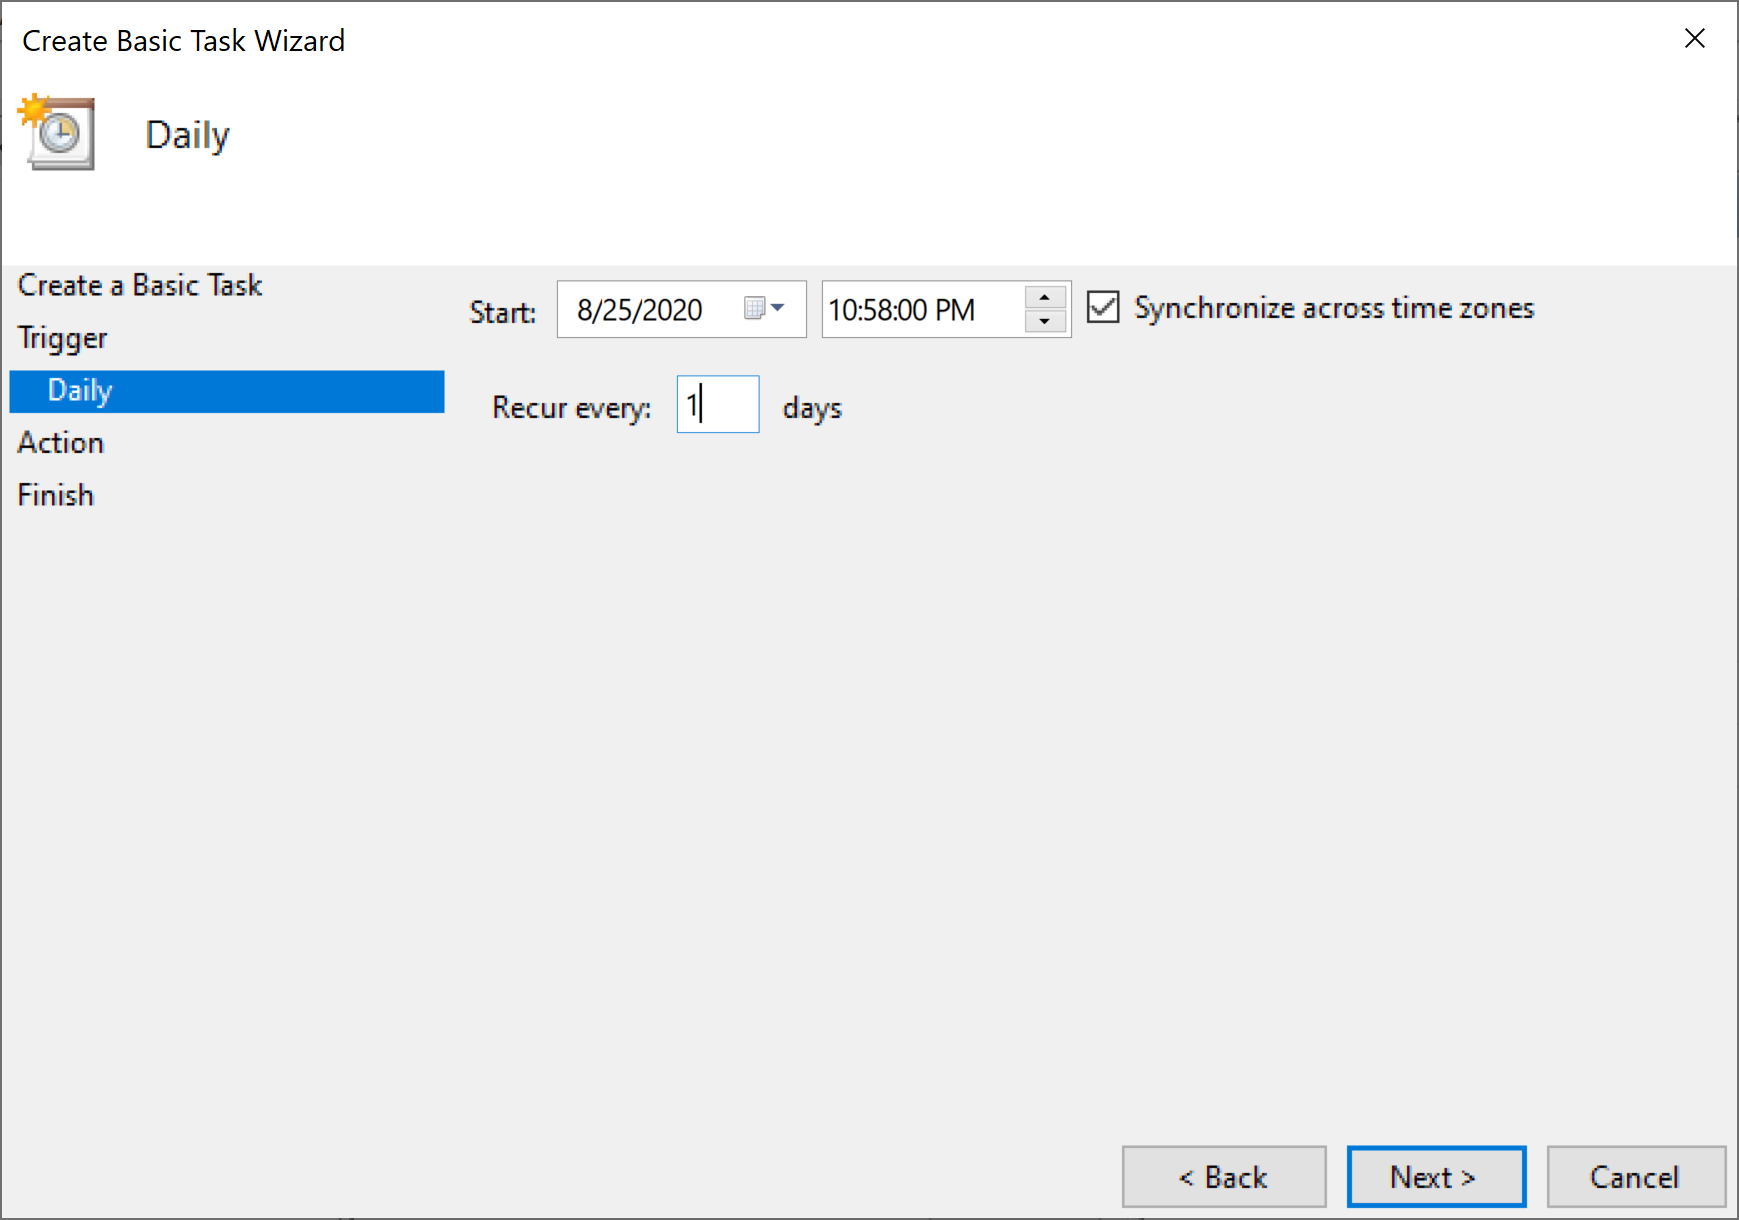 Create Basic Task Wizard
Daily
Create a Basic Task
Trigger
Daily
Action
Finish
Start: 8/25/2020 10:58:00 PM Synchronize across time zones
Recur every: 1 days
< Back Next > Cancel